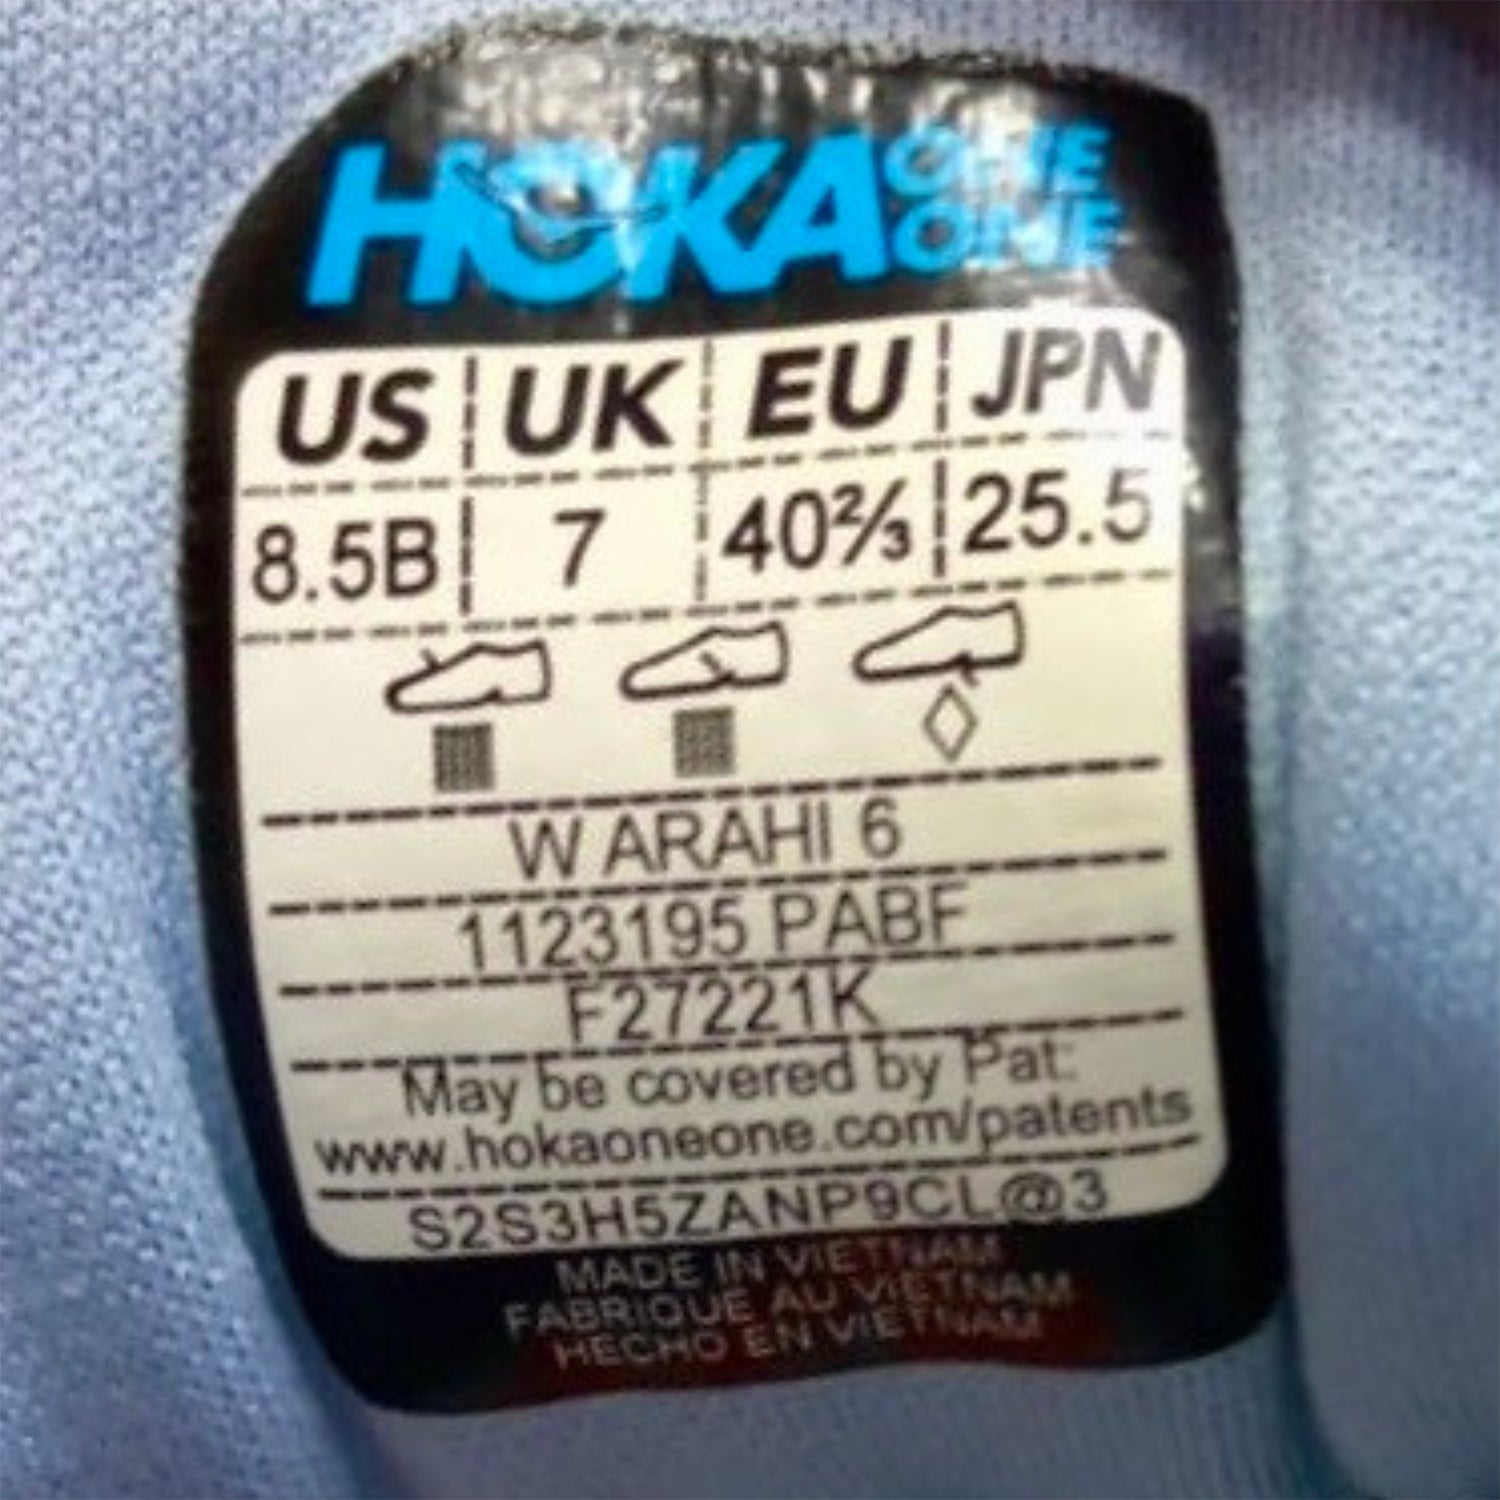 HOKA ONE ONE
US UK EU JPN
8.5B 7 40⅔ 25.5
W ARAHI 6
1123195 PABF
F27221K
May be covered by Pat:
www.hokaoneone.com/patents
S2S3H5ZANP9CL@3
MADE IN VIETNAM
FABRIQUE AU VIETNAM
HECHO EN VIETNAM